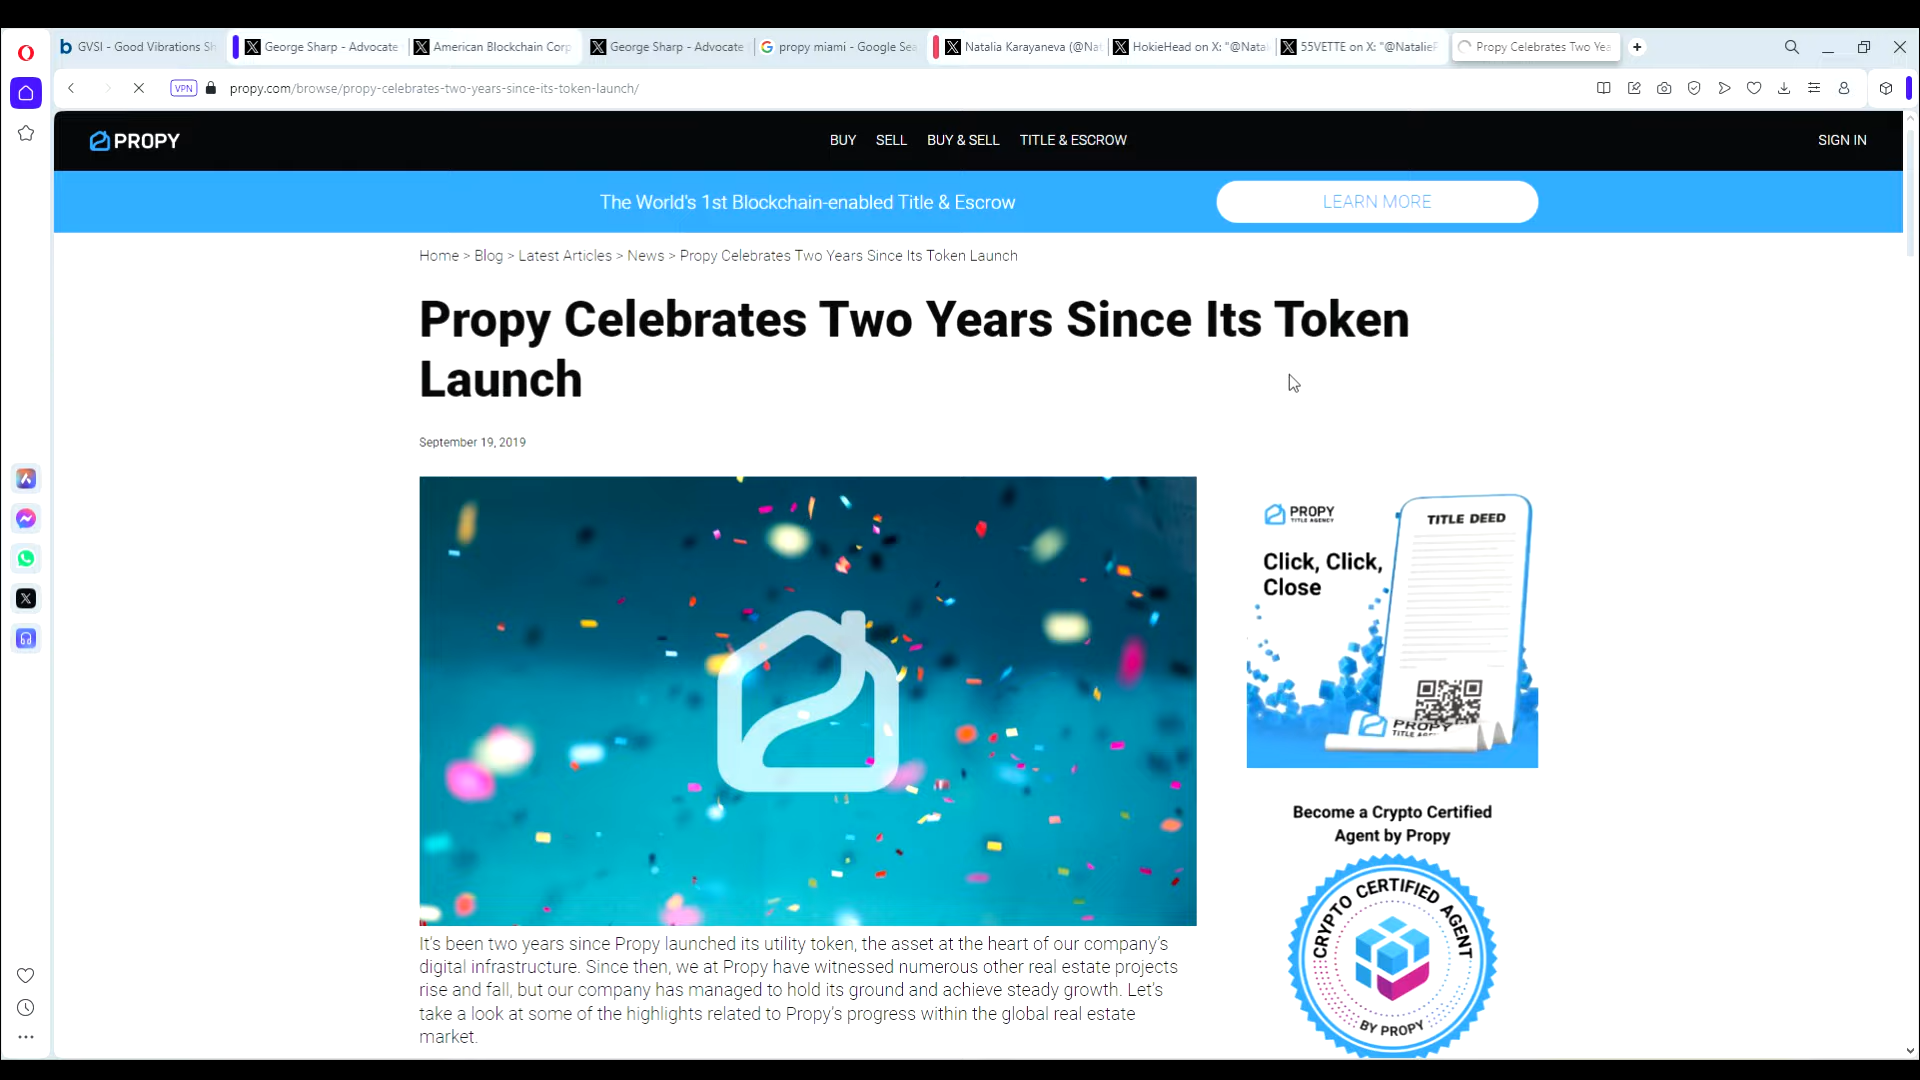 GVSI - Good Vibrations Sh
George Sharp - Advocate
American Blockchain Corp
George Sharp - Advocate
propy miami - Google Sea
Natalia Karayaneva (@Nat
HokieHead on X: "@Natal
55VETTE on X: "@NatalieP
Propy Celebrates Two Yea
VPN
propy.com/browse/propy-celebrates-two-years-since-its-token-launch/
PROPY
BUY
SELL
BUY & SELL
TITLE & ESCROW
SIGN IN
The World's 1st Blockchain-enabled Title & Escrow
LEARN MORE
Home > Blog > Latest Articles > News > Propy Celebrates Two Years Since Its Token Launch
Propy Celebrates Two Years Since Its Token
Launch
September 19, 2019
PROPY
TITLE AGENCY
TITLE DEED
Click, Click,
Close
PROPY
Become a Crypto Certified
Agent by Propy
CRYPTO CERTIFIED AGENT
BY PROPY
It's been two years since Propy launched its utility token, the asset at the heart of our company's
digital infrastructure. Since then, we at Propy have witnessed numerous other real estate projects
rise and fall, but our company has managed to hold its ground and achieve steady growth. Let's
take a look at some of the highlights related to Propy's progress within the global real estate
market.